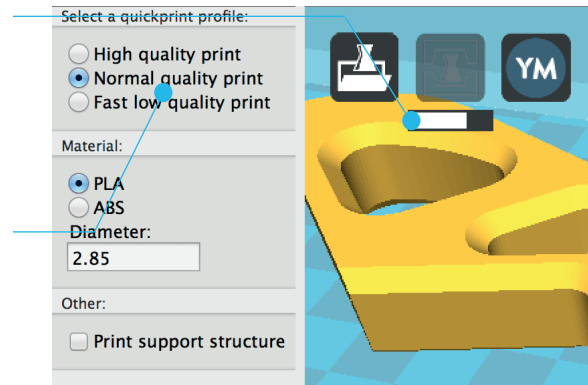 Select a quickprint profile:
High quality print
Normal quality print
Fast low quality print
Material:
PLA
ABS
Diameter:
2.85
Other:
Print support structure
YM